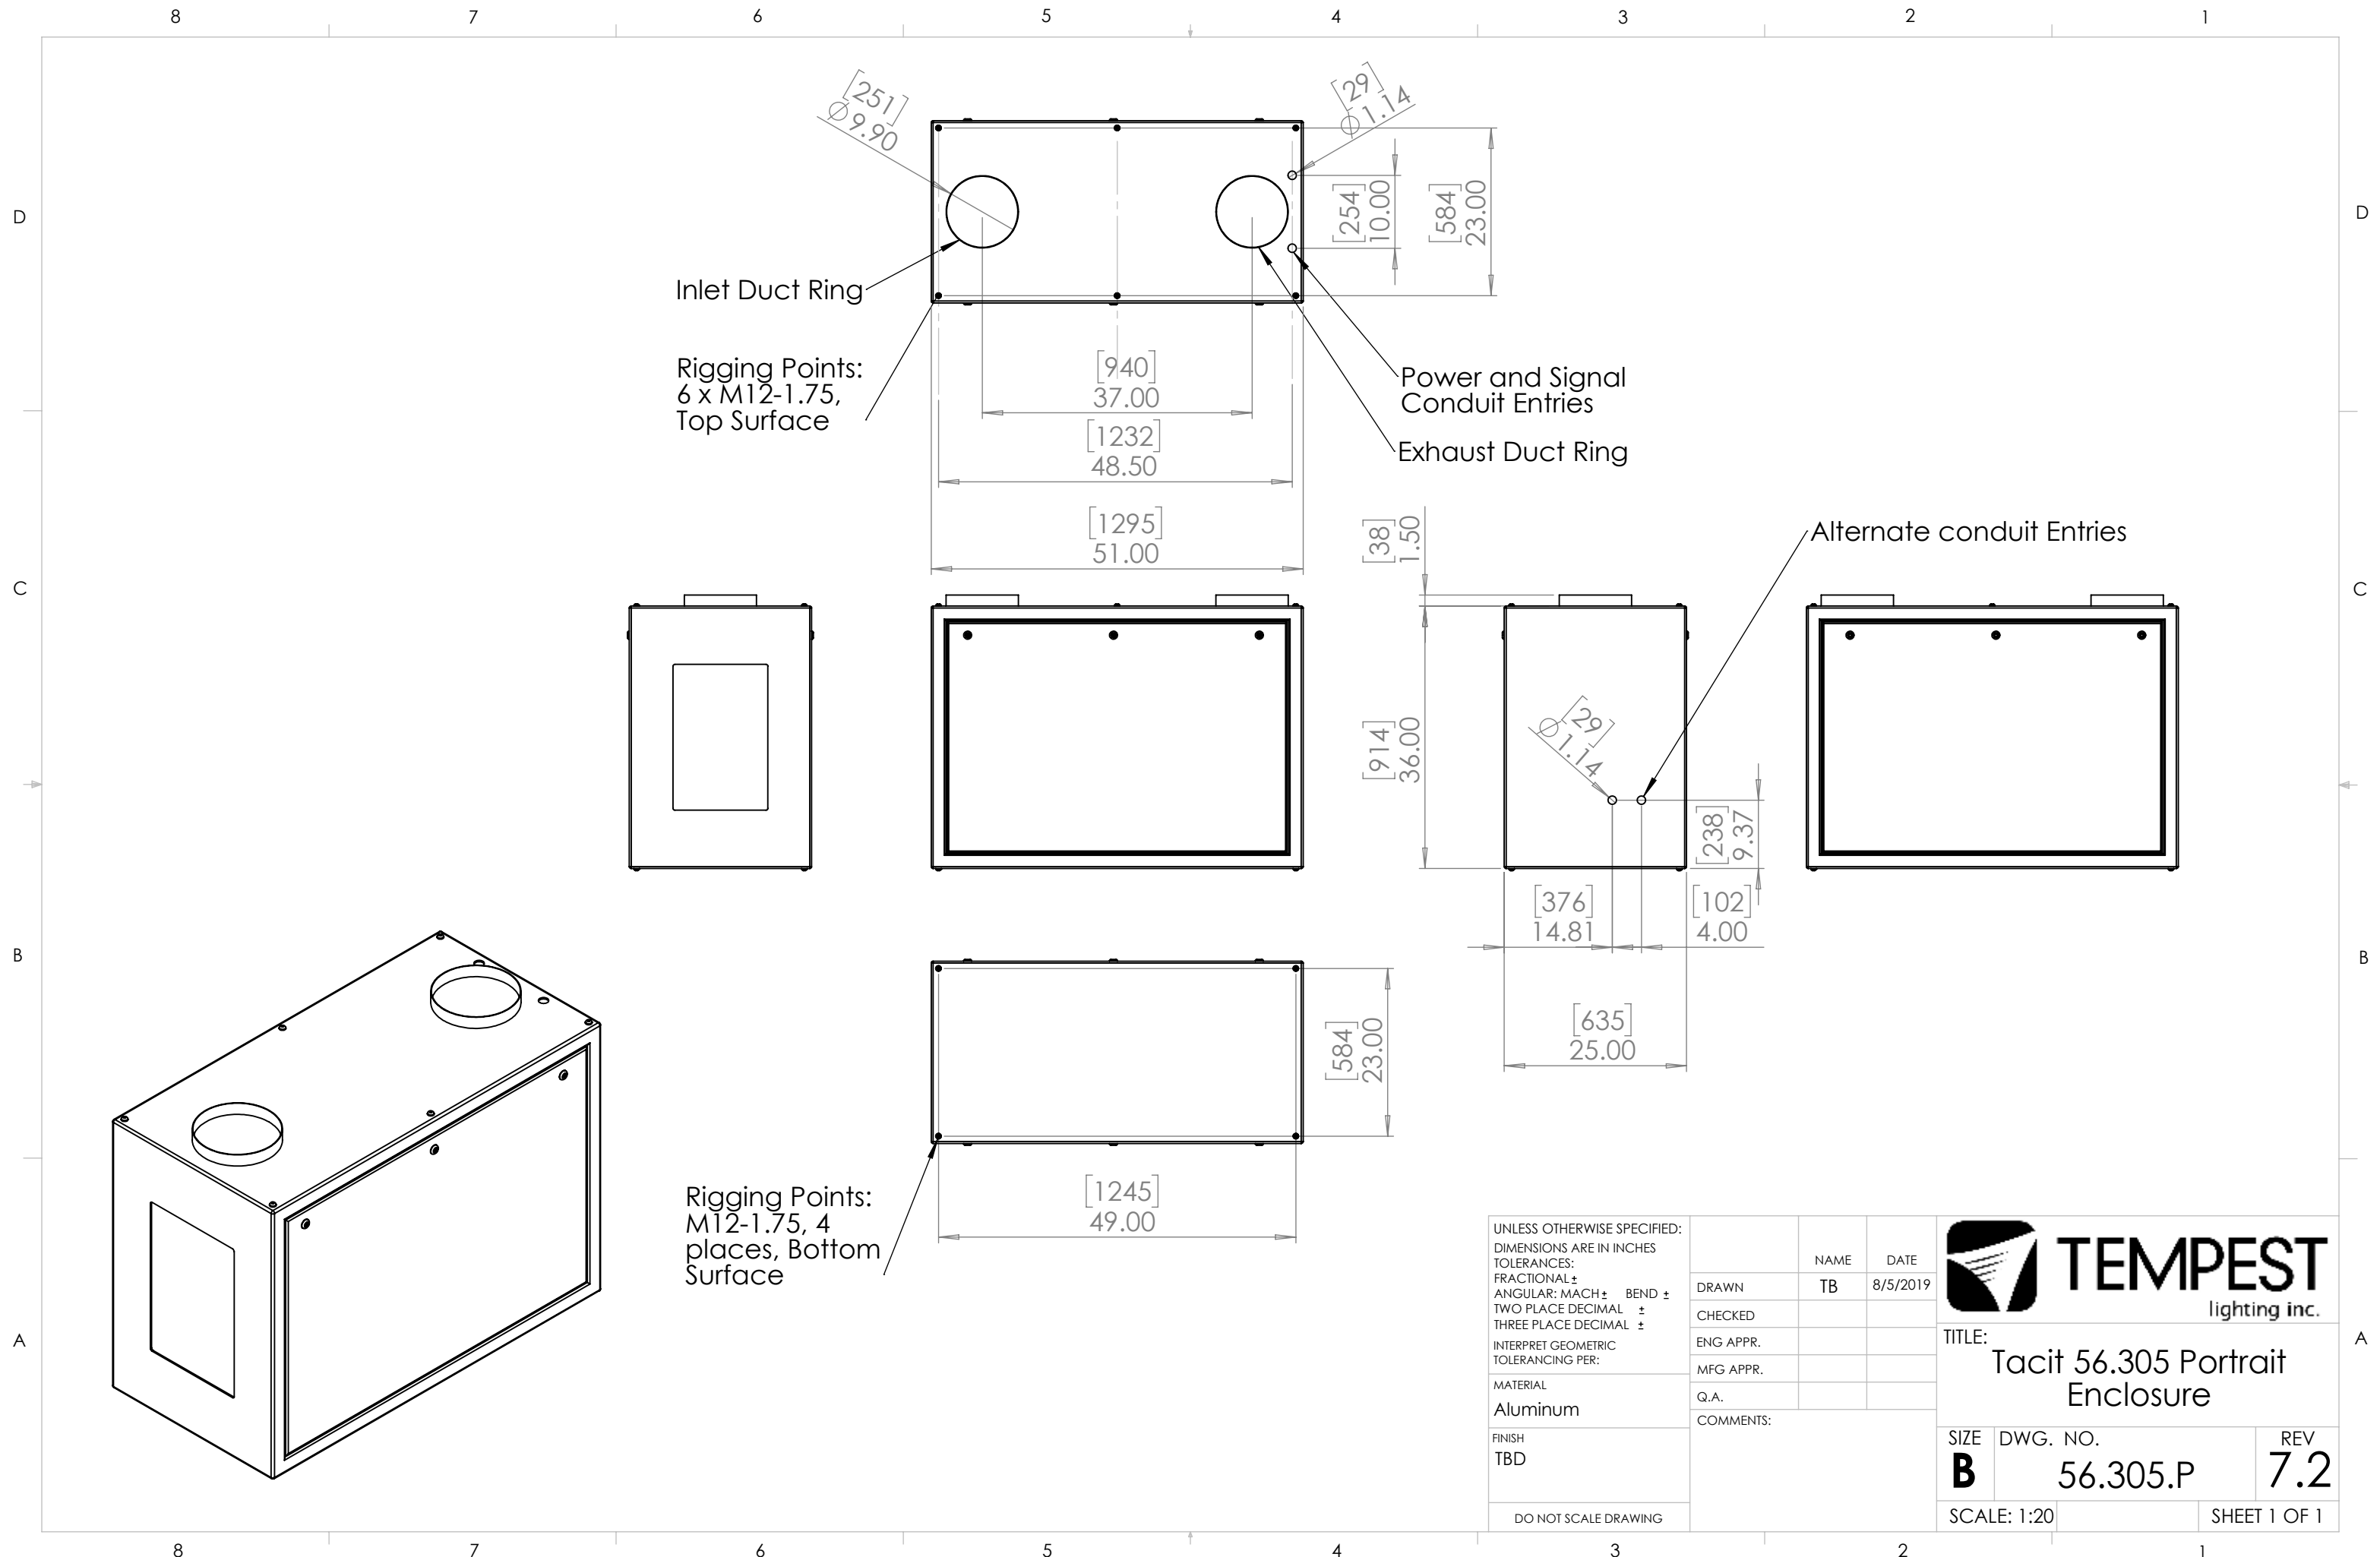 8 7 6 5 4 3 2 1
D
D
C
C
B
B
A
A
[251]
∅9.90
[29]
∅1.14
[254]
10.00
[584]
23.00
Inlet Duct Ring
Rigging Points:
6 x M12-1.75,
Top Surface
[940]
37.00
[1232]
48.50
[1295]
51.00
Power and Signal
Conduit Entries
Exhaust Duct Ring
[38]
1.50
Alternate conduit Entries
[914]
36.00
[29]
∅1.14
[238]
9.37
[376]
14.81
[102]
4.00
[635]
25.00
[584]
23.00
[1245]
49.00
Rigging Points:
M12-1.75, 4
places, Bottom
Surface
UNLESS OTHERWISE SPECIFIED:
DIMENSIONS ARE IN INCHES
TOLERANCES:
FRACTIONAL±
ANGULAR: MACH± BEND ±
TWO PLACE DECIMAL ±
THREE PLACE DECIMAL ±
INTERPRET GEOMETRIC
TOLERANCING PER:
MATERIAL
Aluminum
FINISH
TBD
DO NOT SCALE DRAWING
NAME DATE
DRAWN TB 8/5/2019
CHECKED
ENG APPR.
MFG APPR.
Q.A.
COMMENTS:
TEMPEST
lighting inc.
TITLE:
Tacit 56.305 Portrait
Enclosure
SIZE DWG. NO. REV
B 56.305.P 7.2
SCALE: 1:20 SHEET 1 OF 1
8 7 6 5 4 3 2 1